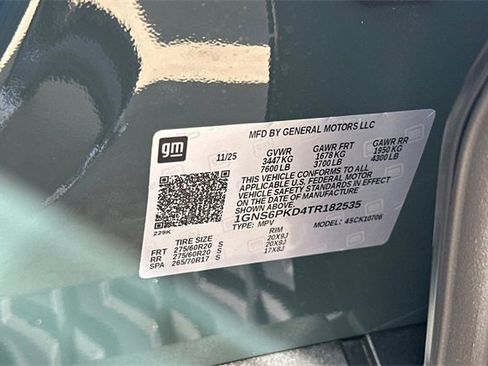 MFD BY GENERAL MOTORS LLC
gm
11/25 GVWR GAWR FRT GAWR RR
3447KG 1678 KG 1950 KG
7600 LB 3700 LB 4300 LB
THIS VEHICLE CONFORMS TO ALL
APPLICABLE U.S. FEDERAL MOTOR
VEHICLE SAFETY STANDARDS IN EFFECT
ON THE DATE OF MANUFACTURE SHOWN ABOVE.
1GNS6PKD4TR182535
TYPE: MPV MODEL: 4SCK10706
229K
TIRE SIZE RIM
FRT 275/60R20 S 20X9J
RR 275/60R20 S 20X9J
SPA 265/70R17 S 17X8J